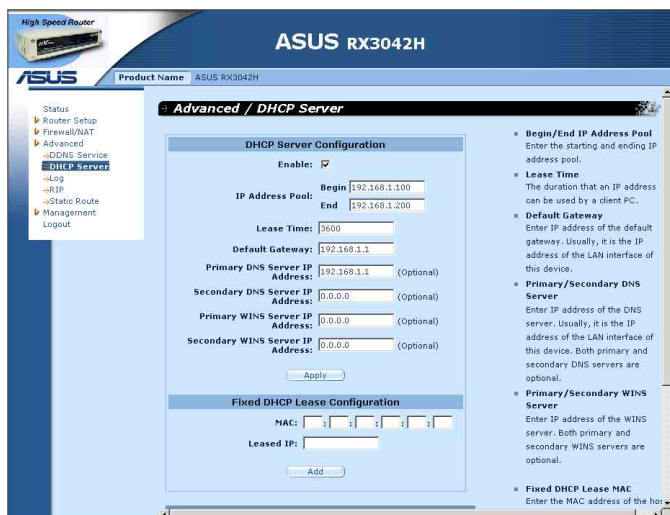 High Speed Router
ASUS RX3042H
ASUS
Product Name ASUS RX3042H
Status
Router Setup
Firewall/NAT
Advanced
DDNS Service
DHCP Server
Log
RIP
Static Route
Management
Logout
Advanced / DHCP Server
DHCP Server Configuration
Enable:
IP Address Pool:
Begin 192.168.1.100
End 192.168.1.200
Lease Time: 3600
Default Gateway: 192.168.1.1
Primary DNS Server IP Address: 192.168.1.1 (Optional)
Secondary DNS Server IP Address: 0.0.0.0 (Optional)
Primary WINS Server IP Address: 0.0.0.0 (Optional)
Secondary WINS Server IP Address: 0.0.0.0 (Optional)
Apply
Fixed DHCP Lease Configuration
MAC: : : : : :
Leased IP:
Add
Begin/End IP Address Pool
Enter the starting and ending IP
address pool.
Lease Time
The duration that an IP address
can be used by a client PC.
Default Gateway
Enter IP address of the default
gateway. Usually, it is the IP
address of the LAN interface of
this device.
Primary/Secondary DNS
Server
Enter IP address of the DNS
server. Usually, it is the IP
address of the LAN interface of
this device. Both primary and
secondary DNS servers are
optional.
Primary/Secondary WINS
Server
Enter IP address of the WINS
server. Both primary and
secondary WINS servers are
optional.
Fixed DHCP Lease MAC
Enter the MAC address of the